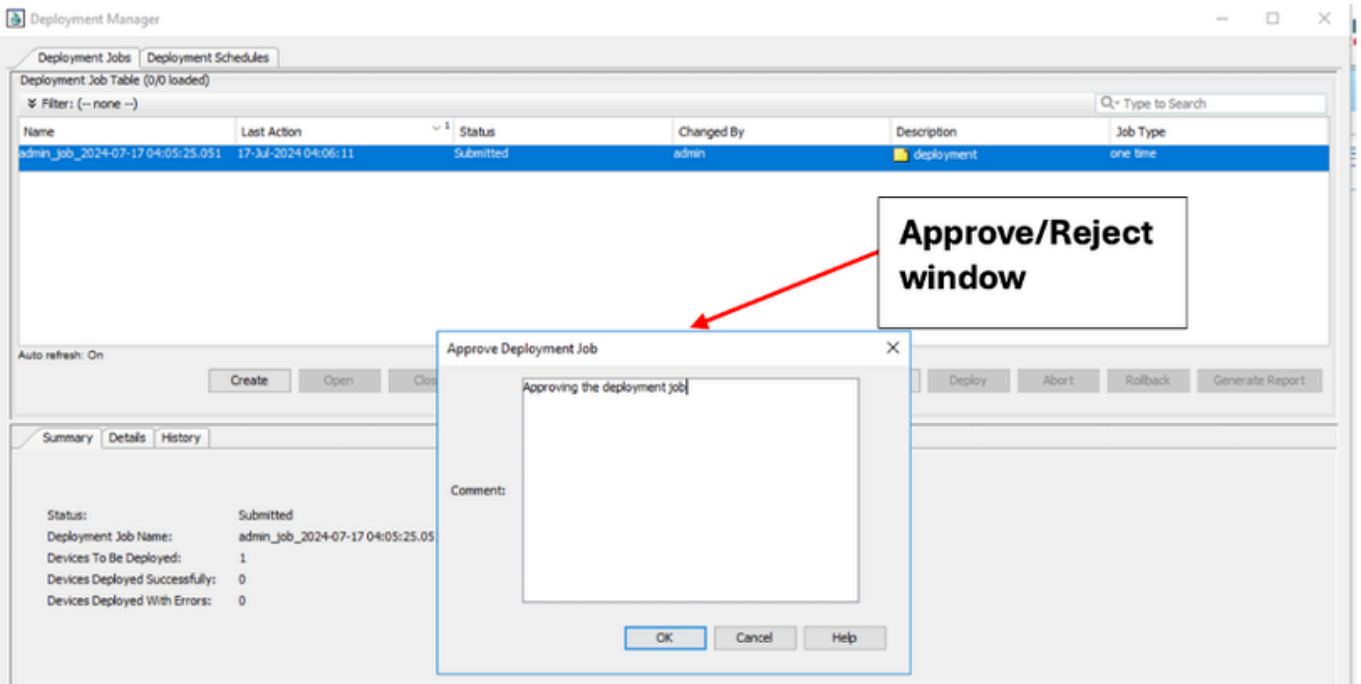 Deployment Manager
Deployment Jobs Deployment Schedules
Deployment Job Table (0/0 loaded)
Filter: (-- none --)
Type to Search
Name Last Action 1 Status Changed By Description Job Type
admin_job_2024-07-17 04:05:25.051 17-Jul-2024 04:06:11 Submitted admin deployment one time
Approve/Reject
window
Auto refresh: On
Approve Deployment Job
Create Open Clos Deploy Abort Rollback Generate Report
Approving the deployment job
Summary Details History
Comment:
Status: Submitted
Deployment Job Name: admin_job_2024-07-17 04:05:25.05
Devices To Be Deployed: 1
Devices Deployed Successfully: 0
Devices Deployed With Errors: 0
OK Cancel Help